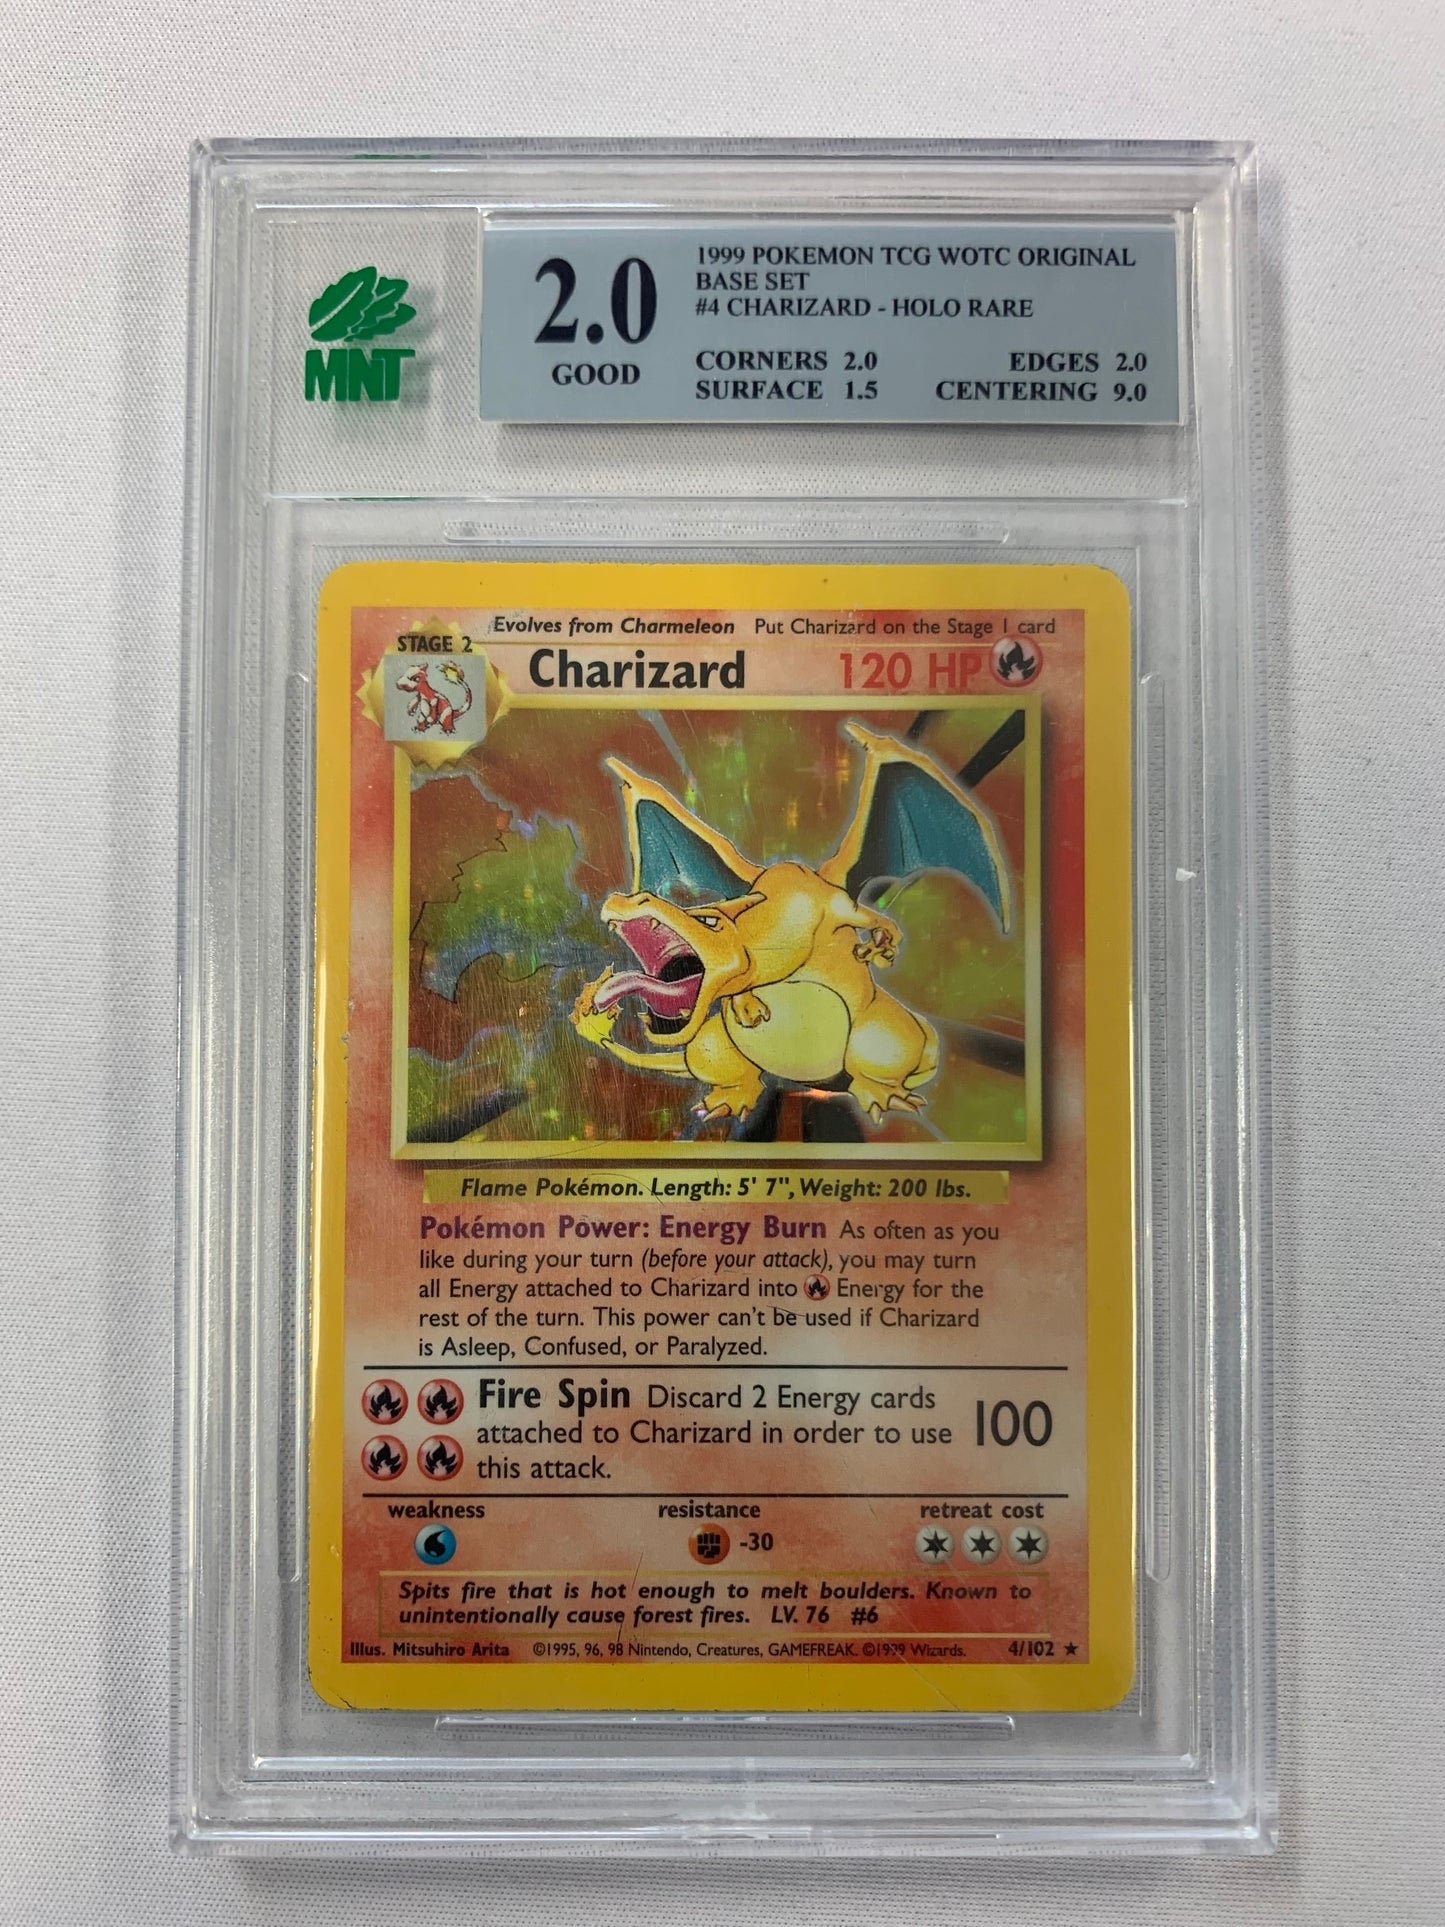 MNT
2.0
GOOD
1999 POKEMON TCG WOTC ORIGINAL
BASE SET
#4 CHARIZARD - HOLO RARE
CORNERS 2.0 EDGES 2.0
SURFACE 1.5 CENTERING 9.0
Evolves from Charmeleon Put Charizard on the Stage 1 card
STAGE 2
Charizard 120 HP
Flame Pokémon. Length: 5' 7", Weight: 200 lbs.
Pokémon Power: Energy Burn As often as you
like during your turn (before your attack), you may turn
all Energy attached to Charizard into Energy for the
rest of the turn. This power can't be used if Charizard
is Asleep, Confused, or Paralyzed.
Fire Spin Discard 2 Energy cards
attached to Charizard in order to use 100
this attack.
weakness resistance retreat cost
-30
Spits fire that is hot enough to melt boulders. Known to
unintentionally cause forest fires. LV. 76 #6
Illus. Mitsuhiro Arita ©1995, 96, 98 Nintendo, Creatures, GAMEFREAK. ©1999 Wizards. 4/102 ★